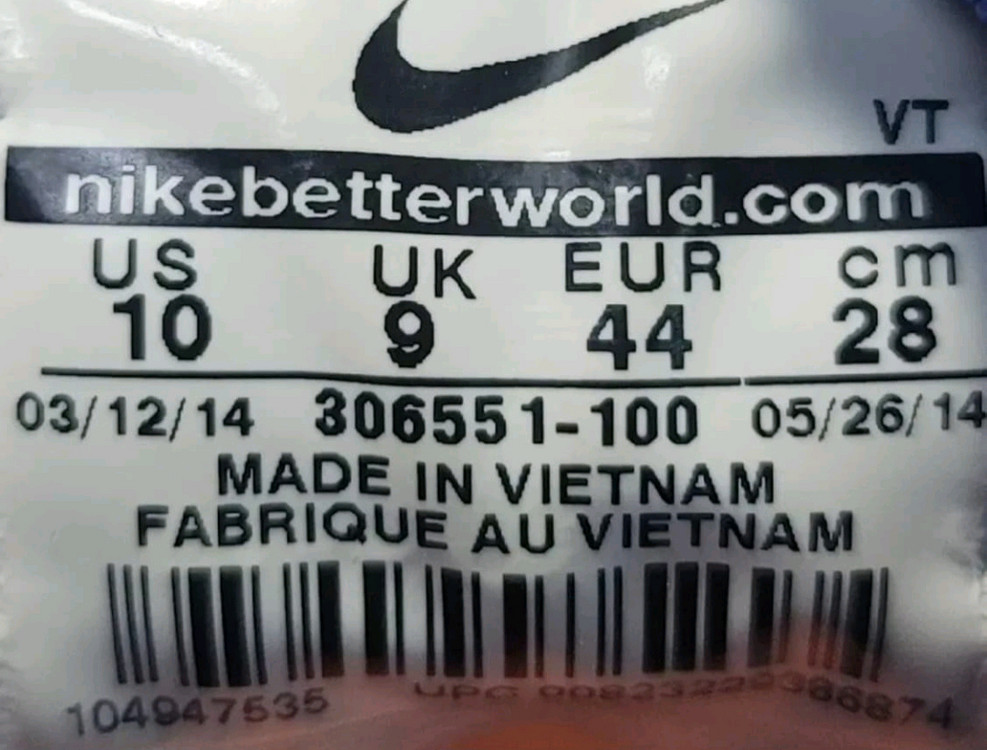 VT
nikebetterworld.com
US UK EUR cm
10 9 44 28
03/12/14 306551-100 05/26/14
MADE IN VIETNAM
FABRIQUE AU VIETNAM
104947535 UPC